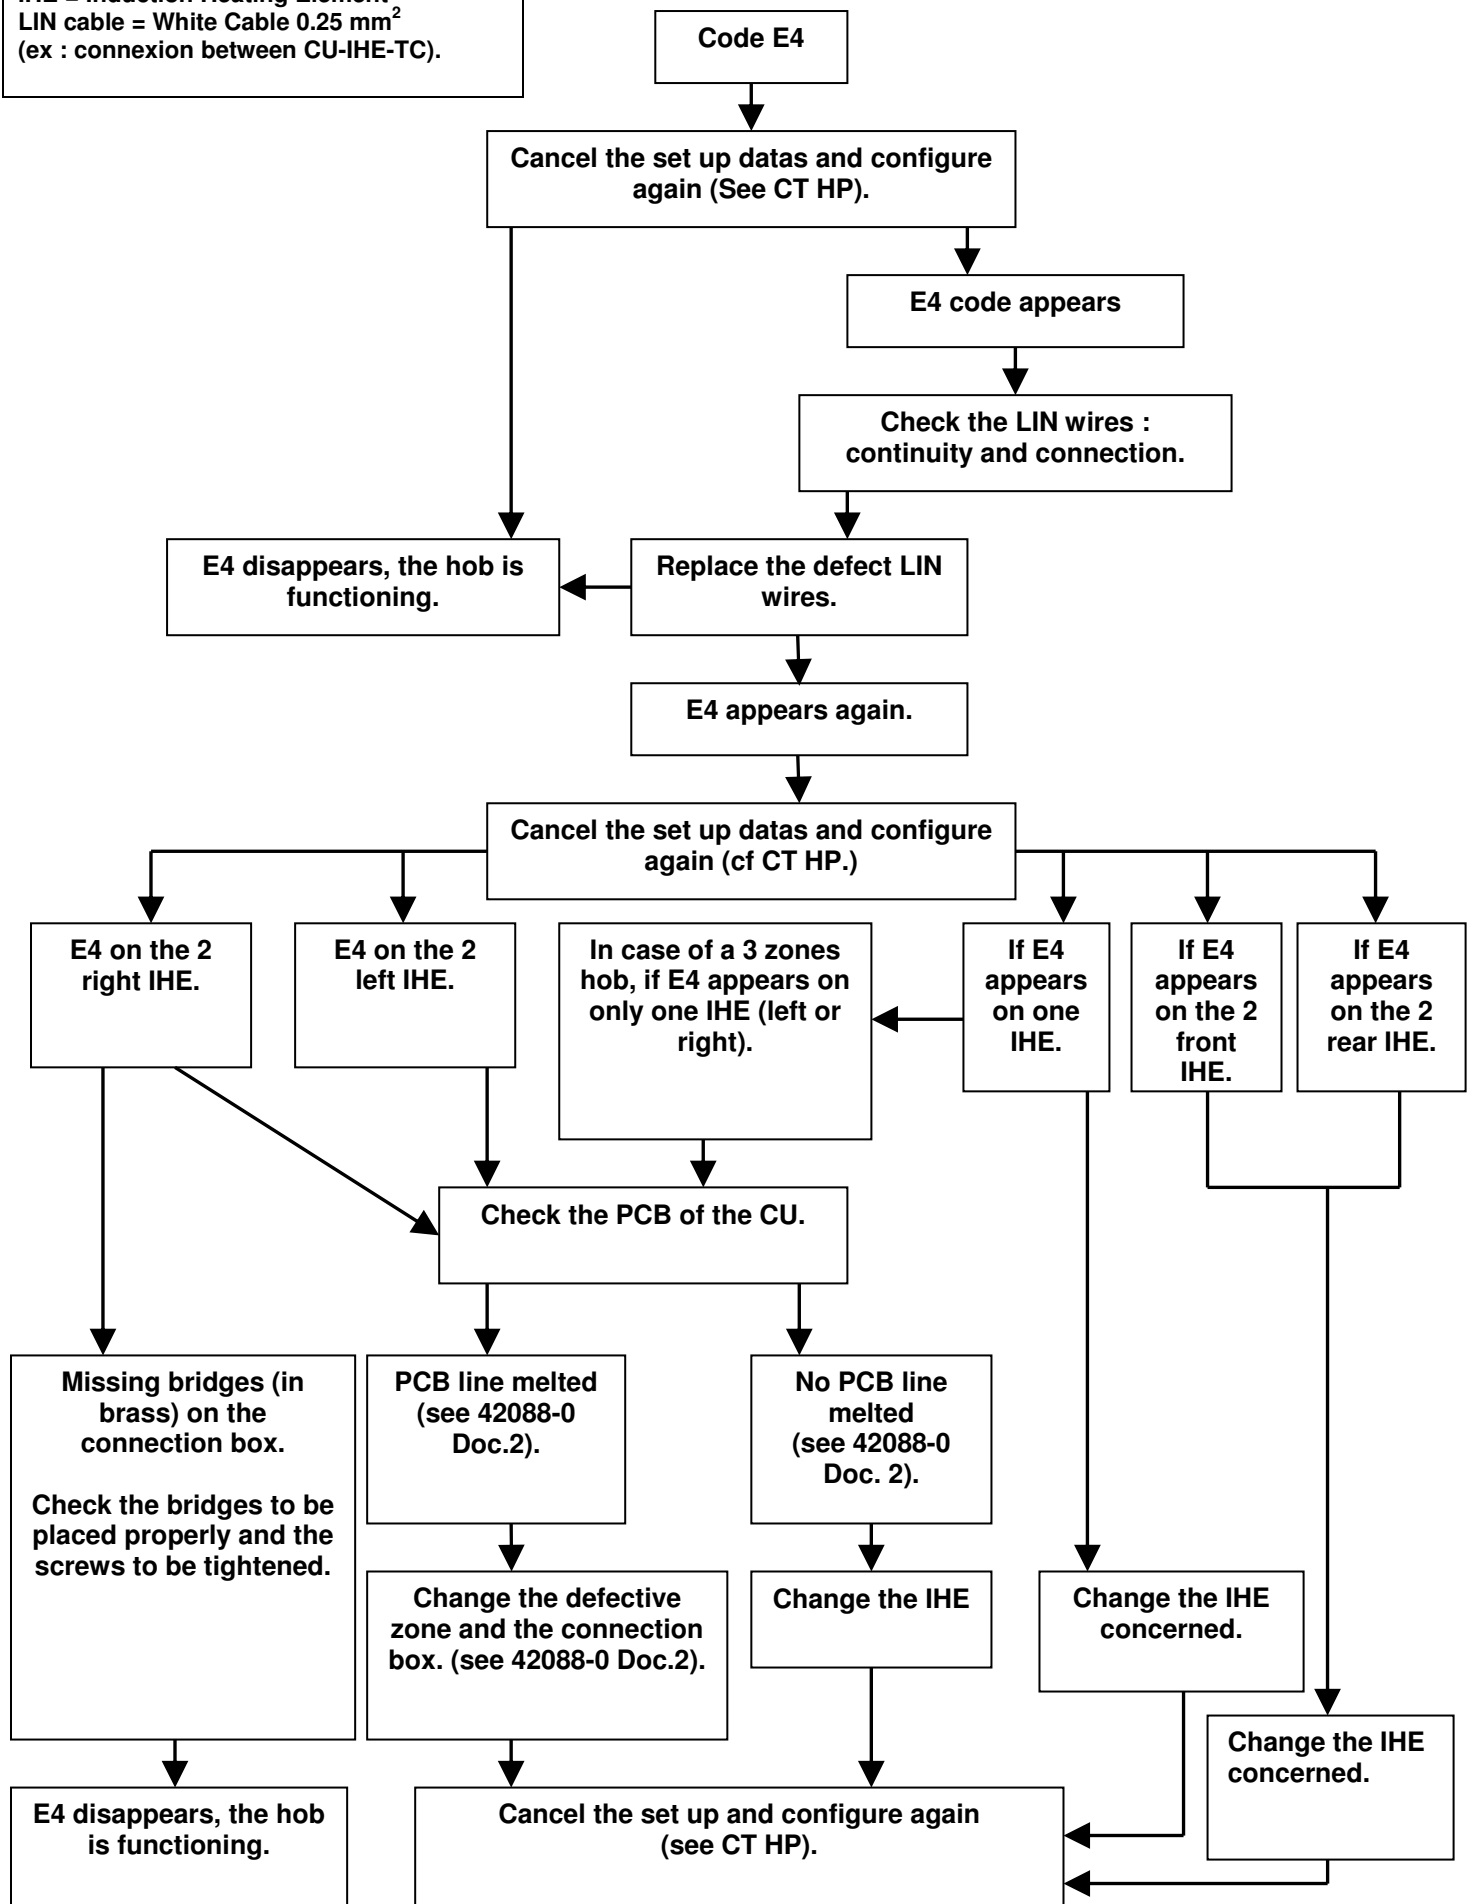 IHE = Induction Heating Element
LIN cable = White Cable 0.25 mm²
(ex : connexion between CU-IHE-TC).
Code E4
Cancel the set up datas and configure
again (See CT HP).
E4 code appears
Check the LIN wires :
continuity and connection.
E4 disappears, the hob is
functioning.
Replace the defect LIN
wires.
E4 appears again.
Cancel the set up datas and configure
again (cf CT HP.)
E4 on the 2
right IHE.
E4 on the 2
left IHE.
In case of a 3 zones
hob, if E4 appears on
only one IHE (left or
right).
If E4
appears
on one
IHE.
If E4
appears
on the 2
front
IHE.
If E4
appears
on the 2
rear IHE.
Check the PCB of the CU.
Missing bridges (in
brass) on the
connection box.
Check the bridges to be
placed properly and the
screws to be tightened.
PCB line melted
(see 42088-0
Doc.2).
No PCB line
melted
(see 42088-0
Doc. 2).
Change the defective
zone and the connection
box. (see 42088-0 Doc.2).
Change the IHE
Change the IHE
concerned.
Change the IHE
concerned.
E4 disappears, the hob
is functioning.
Cancel the set up and configure again
(see CT HP).